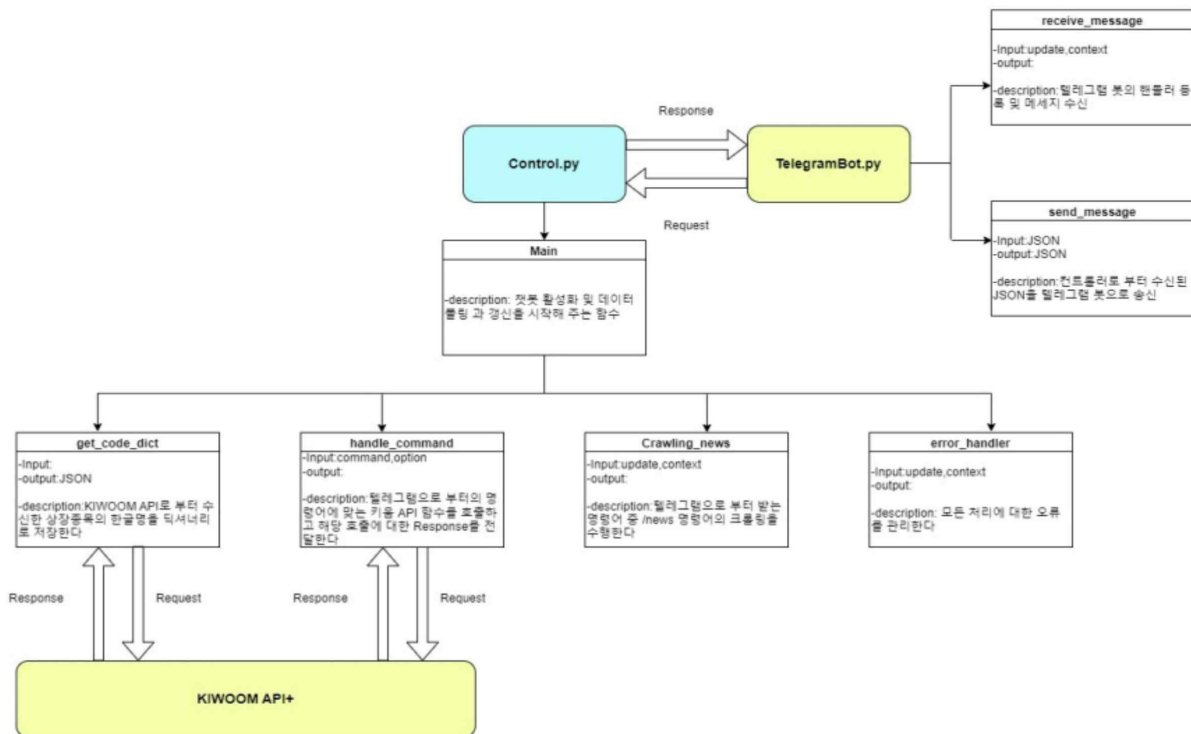 receive_message
-Input:update,context
-output:
-description:텔레그램 봇의 핸들러 등
록 및 메세지 수신
Response
Control.py
TelegramBot.py
Request
send_message
-Input:JSON
-output:JSON
-description:컨트롤러로 부터 수신된
JSON을 텔레그램 봇으로 송신
Main
-description: 챗봇 활성화 및 데이터
풀링 과 갱신을 시작해 주는 함수
get_code_dict
-Input:
-output:JSON
-description:KIWOOM API로 부터 수
신한 상장종목의 한글명을 딕셔너리
로 저장한다
handle_command
-Input:command,option
-output:
-description:텔레그램으로 부터의 명
령어에 맞는 키움 API 함수를 호출하
고 해당 호출에 대한 Response를 전
달한다
Crawling_news
-Input:update,context
-output:
-description:텔레그램으로 부터 받는
명령어 중 /news 명령어의 크롤링을
수행한다
error_handler
-Input:update,context
-output:
-description: 모든 처리에 대한 오류
를 관리한다
Response
Request
Response
Request
KIWOOM API+